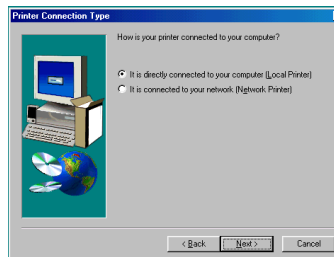 Printer Connection Type
How is your printer connected to your computer?
It is directly connected to your computer (Local Printer)
It is connected to your network (Network Printer)
< Back
Next >
Cancel